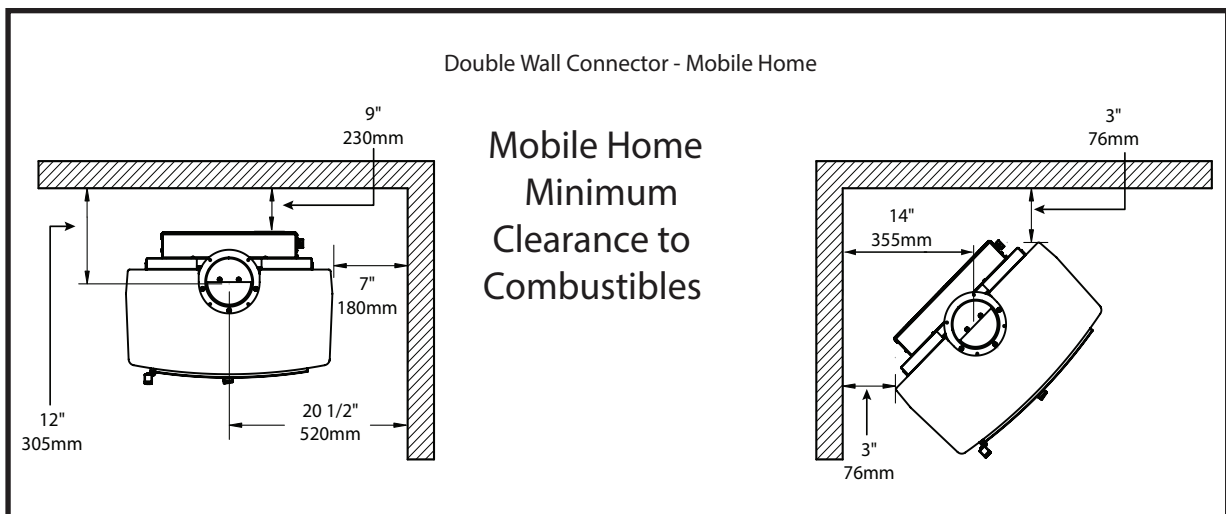 Double Wall Connector - Mobile Home
Mobile Home
Minimum
Clearance to
Combustibles
9"
230mm
7"
180mm
12"
305mm
20 1/2"
520mm
3"
76mm
14"
355mm
3"
76mm